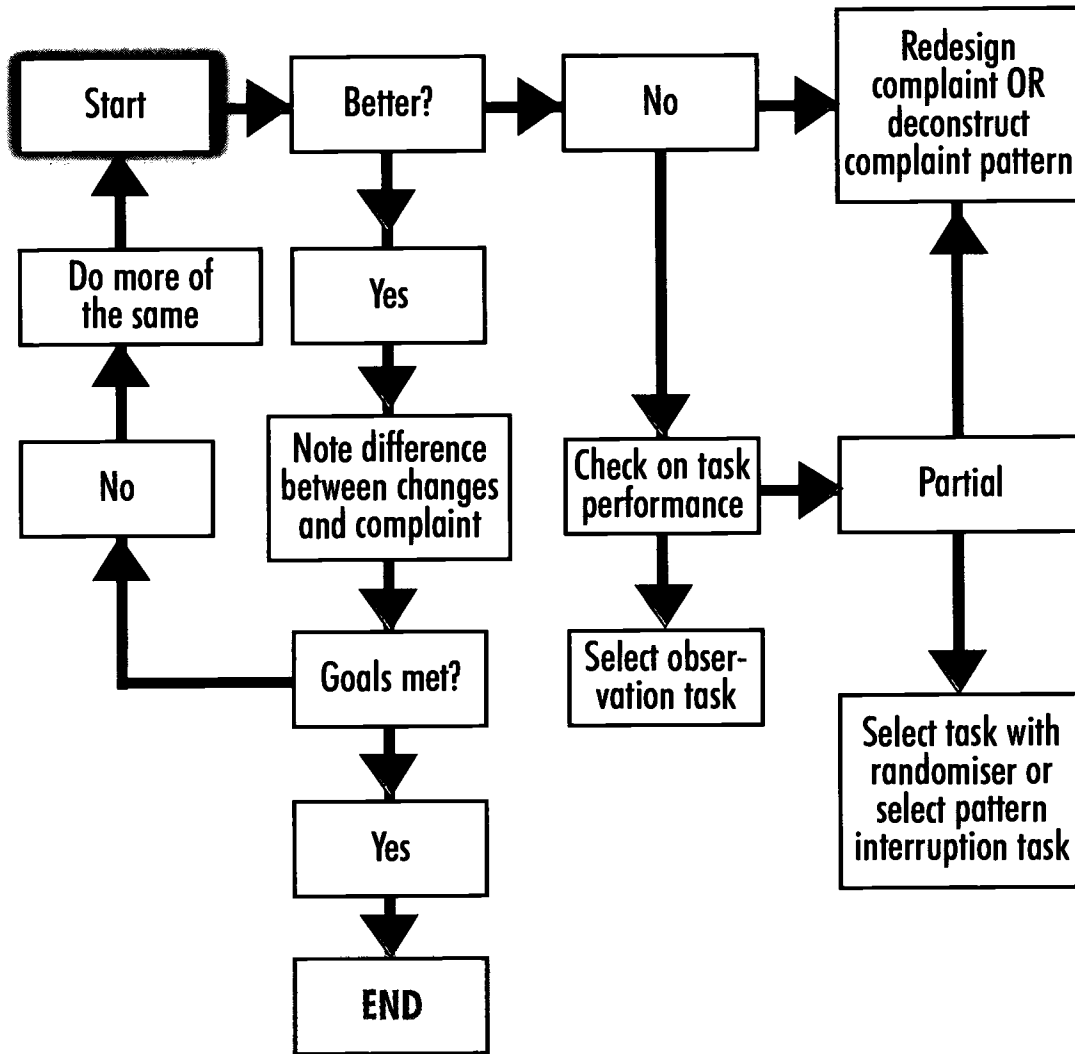 Start
Better?
No
Redesign
complaint OR
deconstruct
complaint pattern
Do more of
the same
Yes
No
Note difference
between changes
and complaint
Check on task
performance
Partial
Goals met?
Select obser-
vation task
Select task with
randomiser or
select pattern
interruption task
Yes
END